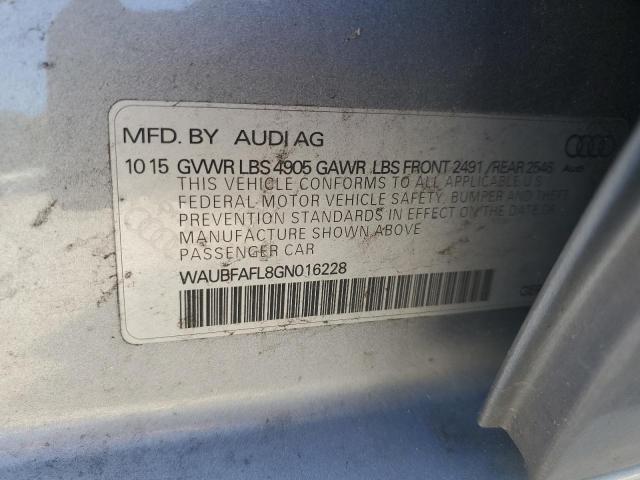 MFD. BY AUDI AG
10 15 GVWR LBS 4905 GAWR LBS FRONT 2491 /REAR 2546
Audi
THIS VEHICLE CONFORMS TO ALL APPLICABLE U S
FEDERAL MOTOR VEHICLE SAFETY, BUMPER AND THEFT
PREVENTION STANDARDS IN EFFECT ON THE DATE OF
MANUFACTURE SHOWN ABOVE
PASSENGER CAR
WAUBFAFL8GN016228